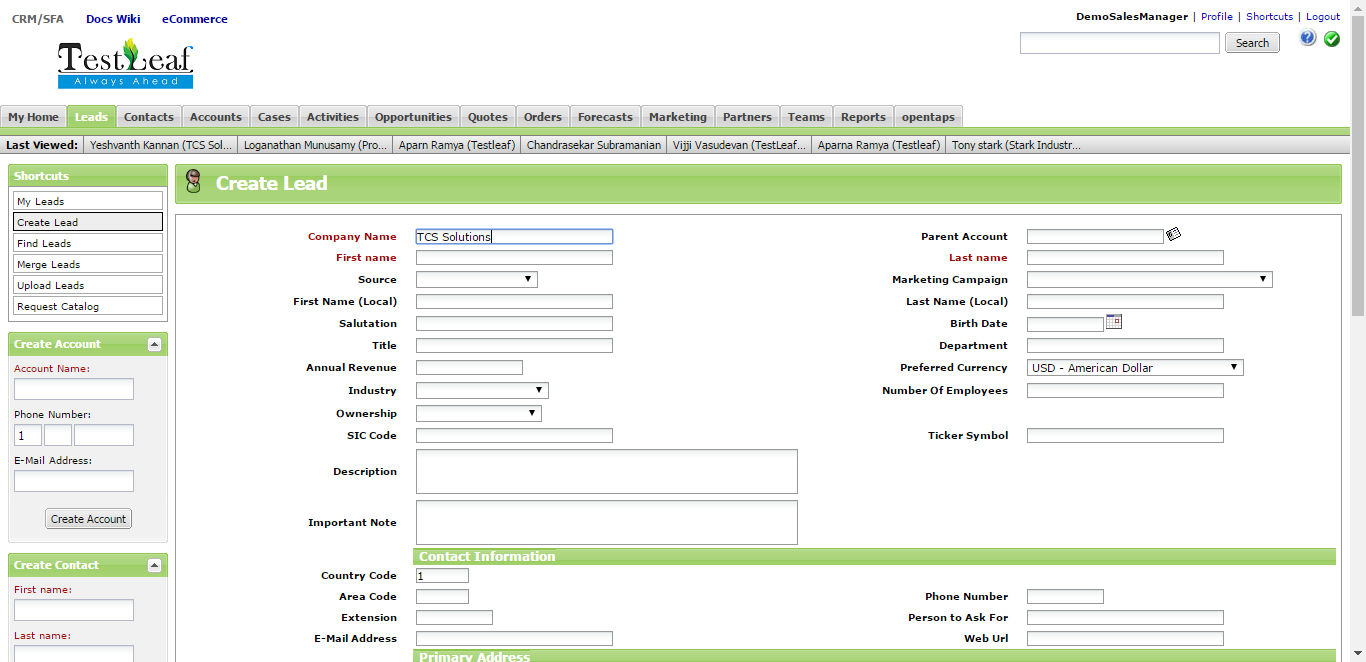 CRM/SFA Docs Wiki eCommerce
DemoSalesManager | Profile | Shortcuts | Logout
TestLeaf
Always Ahead
Search
My Home Leads Contacts Accounts Cases Activities Opportunities Quotes Orders Forecasts Marketing Partners Teams Reports opentaps
Last Viewed: Yeshvanth Kannan (TCS Sol... Loganathan Munusamy (Pro... Aparn Ramya (Testleaf) Chandrasekar Subramanian Vijji Vasudevan (TestLeaf... Aparna Ramya (Testleaf) Tony stark (Stark Industr...
Shortcuts
My Leads
Create Lead
Find Leads
Merge Leads
Upload Leads
Request Catalog
Create Account
Account Name:
Phone Number:
1
E-Mail Address:
Create Account
Create Contact
First name:
Last name:
Create Lead
Company Name TCS Solutions Parent Account
First name Last name
Source Marketing Campaign
First Name (Local) Last Name (Local)
Salutation Birth Date
Title Department
Annual Revenue Preferred Currency USD - American Dollar
Industry Number Of Employees
Ownership
SIC Code Ticker Symbol
Description
Important Note
Contact Information
Country Code 1
Area Code Phone Number
Extension Person to Ask For
E-Mail Address Web Url
Primary Address